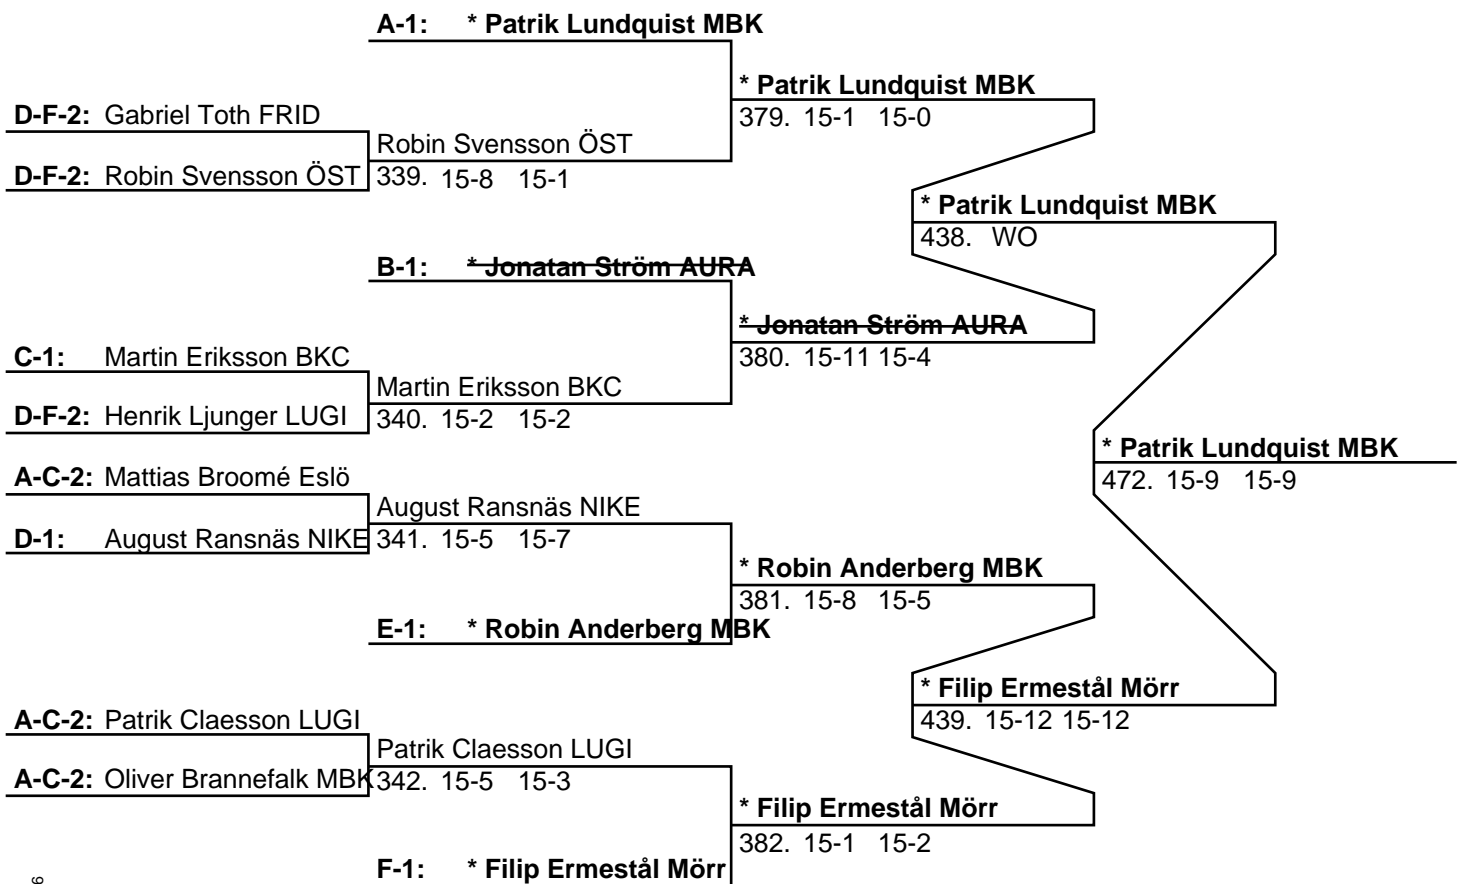 A-1: * Patrik Lundquist MBK
* Patrik Lundquist MBK
D-F-2: Gabriel Toth FRID
379. 15-1 15-0
Robin Svensson ÖST
D-F-2: Robin Svensson ÖST
339. 15-8 15-1
* Patrik Lundquist MBK
438. WO
B-1: * Jonatan Ström AURA
* Jonatan Ström AURA
C-1: Martin Eriksson BKC
380. 15-11 15-4
Martin Eriksson BKC
D-F-2: Henrik Ljunger LUGI
340. 15-2 15-2
* Patrik Lundquist MBK
A-C-2: Mattias Broomé Eslö
472. 15-9 15-9
August Ransnäs NIKE
D-1: August Ransnäs NIKE
341. 15-5 15-7
* Robin Anderberg MBK
381. 15-8 15-5
E-1: * Robin Anderberg MBK
* Filip Ermestål Mörr
A-C-2: Patrik Claesson LUGI
439. 15-12 15-12
Patrik Claesson LUGI
A-C-2: Oliver Brannefalk MBK
342. 15-5 15-3
* Filip Ermestål Mörr
382. 15-1 15-2
F-1: * Filip Ermestål Mörr